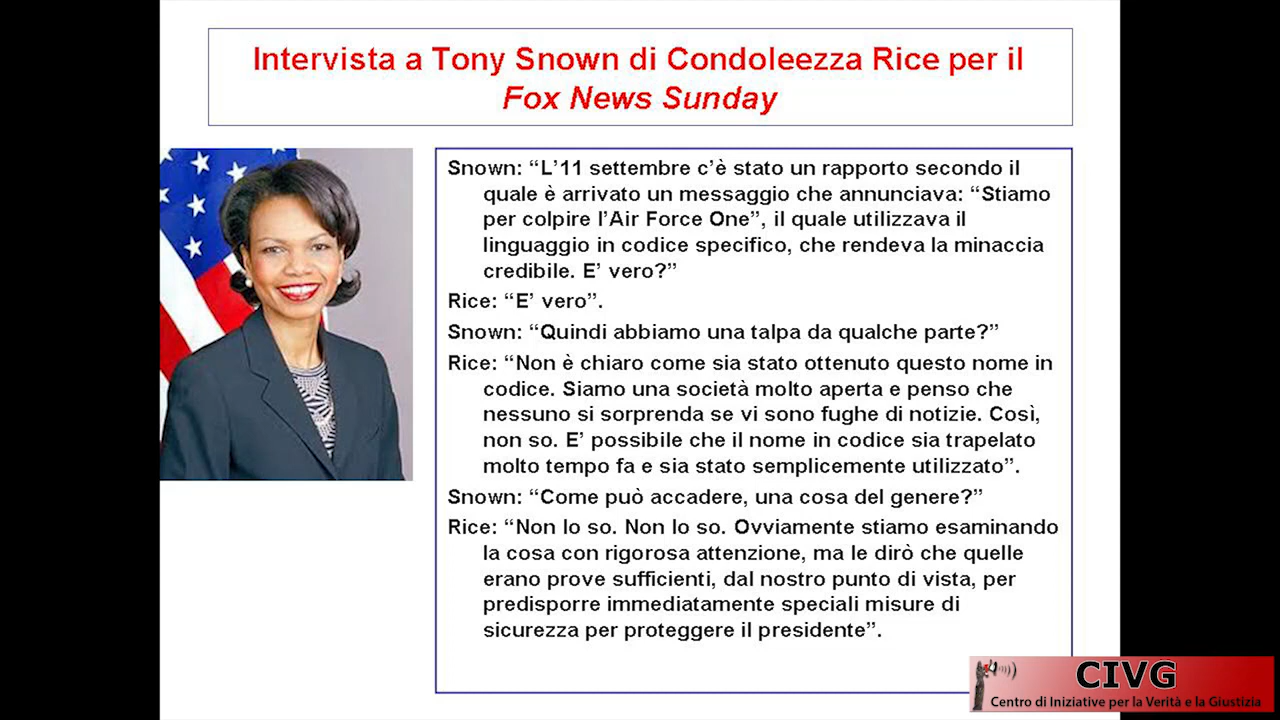 Intervista a Tony Snown di Condoleezza Rice per il
Fox News Sunday
Snown: “L’11 settembre c’è stato un rapporto secondo il
quale è arrivato un messaggio che annunciava: “Stiamo
per colpire l’Air Force One”, il quale utilizzava il
linguaggio in codice specifico, che rendeva la minaccia
credibile. E’ vero?”
Rice: “E’ vero”.
Snown: “Quindi abbiamo una talpa da qualche parte?”
Rice: “Non è chiaro come sia stato ottenuto questo nome in
codice. Siamo una società molto aperta e penso che
nessuno si sorprenda se vi sono fughe di notizie. Così,
non so. E’ possibile che il nome in codice sia trapelato
molto tempo fa e sia stato semplicemente utilizzato”.
Snown: “Come può accadere, una cosa del genere?”
Rice: “Non lo so. Non lo so. Ovviamente stiamo esaminando
la cosa con rigorosa attenzione, ma le dirò che quelle
erano prove sufficienti, dal nostro punto di vista, per
predisporre immediatamente speciali misure di
sicurezza per proteggere il presidente”.
CIVG
Centro di Iniziative per la Verità e la Giustizia